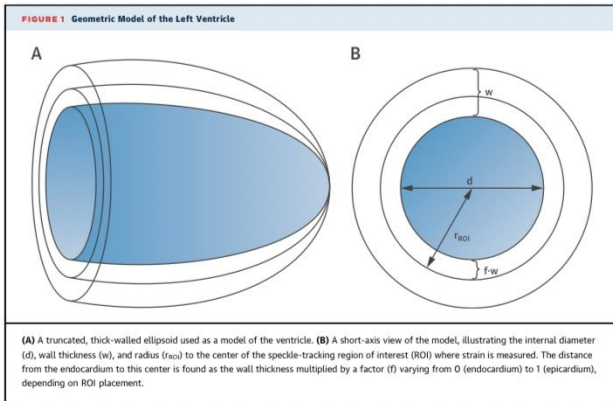 FIGURE 1 Geometric Model of the Left Ventricle
A
B
w
d
rROI
f·w
(A) A truncated, thick-walled ellipsoid used as a model of the ventricle. (B) A short-axis view of the model, illustrating the internal diameter
(d), wall thickness (w), and radius (rROI) to the center of the speckle-tracking region of interest (ROI) where strain is measured. The distance
from the endocardium to this center is found as the wall thickness multiplied by a factor (f) varying from 0 (endocardium) to 1 (epicardium),
depending on ROI placement.